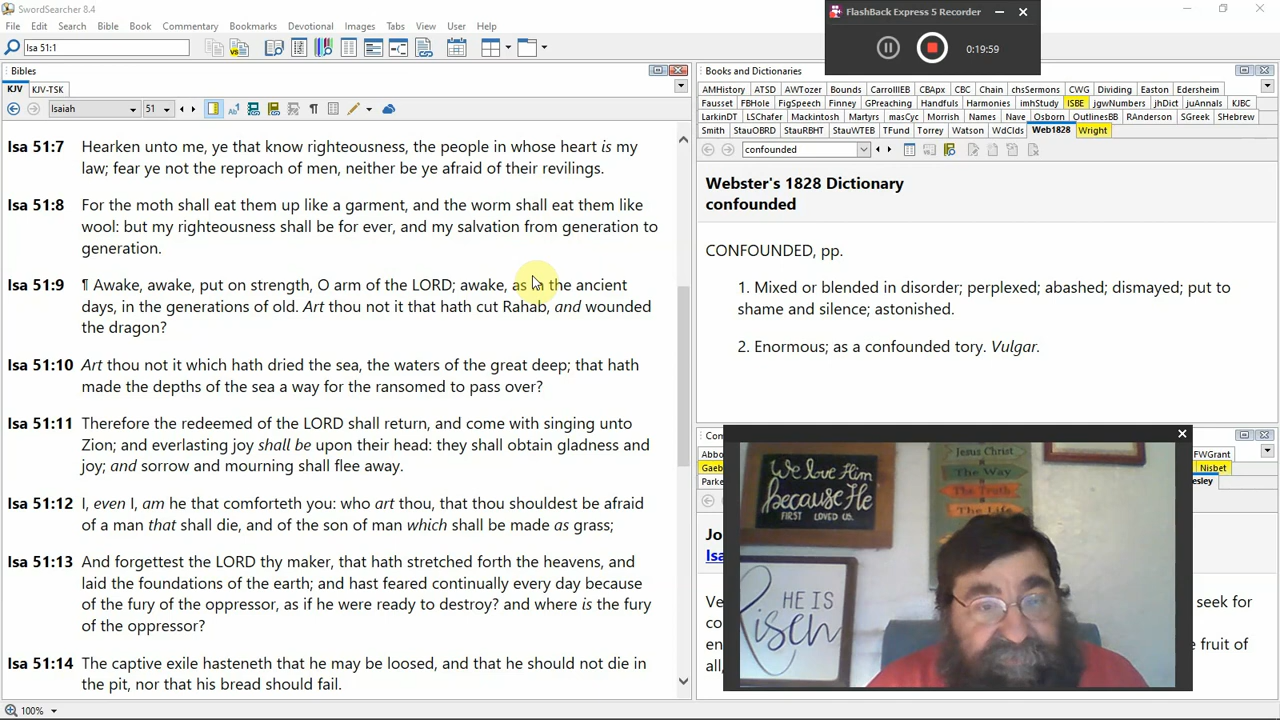 SwordSearcher 8.4
File Edit Search Bible Book Commentary Bookmarks Devotional Images Tabs View User Help
Isa 51:1
Bibles
KJV KJV-TSK
Isaiah 51
Isa 51:7 Hearken unto me, ye that know righteousness, the people in whose heart is my
law; fear ye not the reproach of men, neither be ye afraid of their revilings.
Isa 51:8 For the moth shall eat them up like a garment, and the worm shall eat them like
wool: but my righteousness shall be for ever, and my salvation from generation to
generation.
Isa 51:9 ¶ Awake, awake, put on strength, O arm of the LORD; awake, as in the ancient
days, in the generations of old. Art thou not it that hath cut Rahab, and wounded
the dragon?
Isa 51:10 Art thou not it which hath dried the sea, the waters of the great deep; that hath
made the depths of the sea a way for the ransomed to pass over?
Isa 51:11 Therefore the redeemed of the LORD shall return, and come with singing unto
Zion; and everlasting joy shall be upon their head: they shall obtain gladness and
joy; and sorrow and mourning shall flee away.
Isa 51:12 I, even I, am he that comforteth you: who art thou, that thou shouldest be afraid
of a man that shall die, and of the son of man which shall be made as grass;
Isa 51:13 And forgettest the LORD thy maker, that hath stretched forth the heavens, and
laid the foundations of the earth; and hast feared continually every day because
of the fury of the oppressor, as if he were ready to destroy? and where is the fury
of the oppressor?
Isa 51:14 The captive exile hasteneth that he may be loosed, and that he should not die in
the pit, nor that his bread should fail.
100%
FlashBack Express 5 Recorder
0:19:59
Books and Dictionaries
AMHistory ATSD AWTozer Bounds CarrollIEB CBApx CBC Chain chsSermons CWG Dividing Easton Edersheim
Fausset FBHole FigSpeech Finney GPreaching Handfuls Harmonies imhStudy ISBE jgwNumbers jhDict juAnnals KJBC
LarkinDT LSChafer Mackintosh Martyrs masCyc Morrish Names Nave Osborn OutlinesBB RAnderson SGreek SHebrew
Smith StauOBRD StauRBHT StauWTEB TFund Torrey Watson WdClds Web1828 Wright
confounded
Webster's 1828 Dictionary
confounded
CONFOUNDED, pp.
1. Mixed or blended in disorder; perplexed; abashed; dismayed; put to
shame and silence; astonished.
2. Enormous; as a confounded tory. Vulgar.
Jesus Christ
The Way
The Truth
The Life
We love Him
because He
FIRST LOVED US.
HE IS
Risen
FWGrant
Nisbet
seek for
fruit of